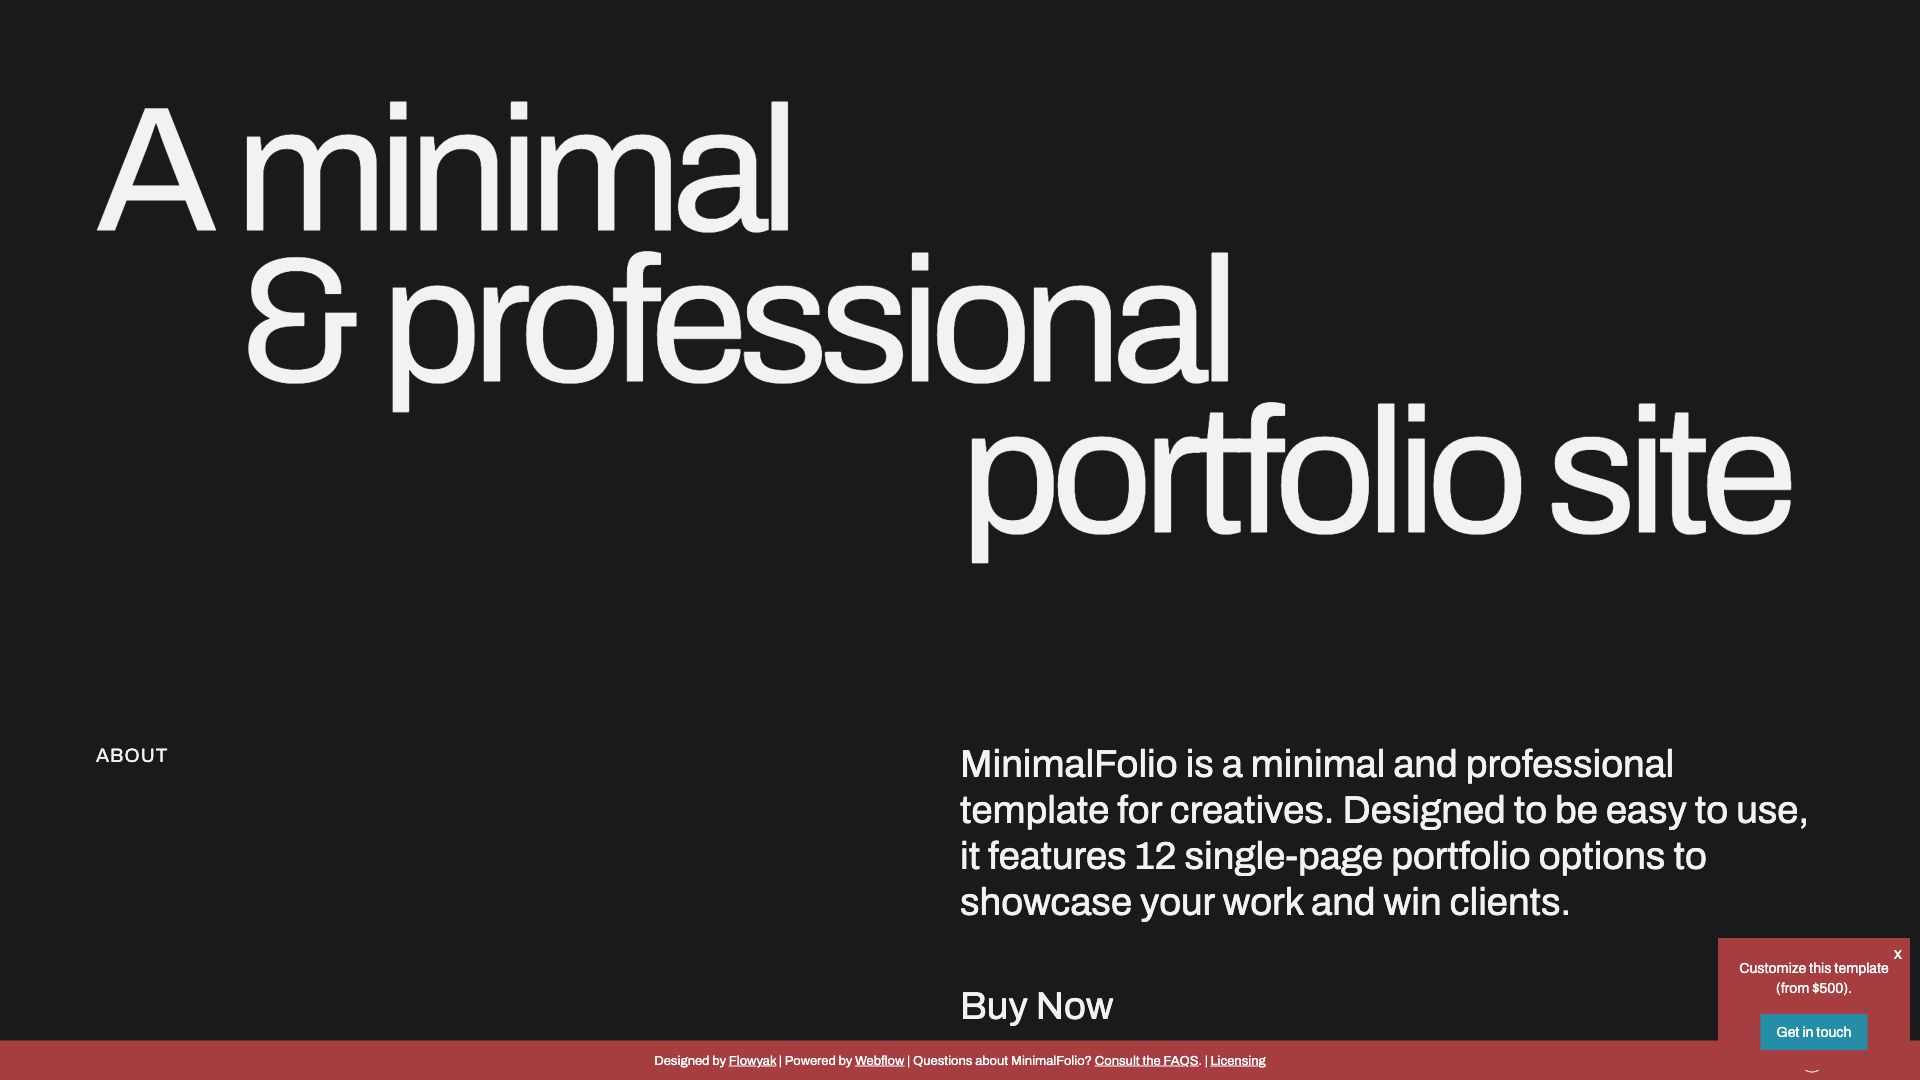 A minimal
& professional
portfolio site
ABOUT
MinimalFolio is a minimal and professional
template for creatives. Designed to be easy to use,
it features 12 single-page portfolio options to
showcase your work and win clients.
Buy Now
X
Customize this template
(from $500).
Get in touch
Designed by Flowyak | Powered by Webflow | Questions about MinimalFolio? Consult the FAQS. | Licensing